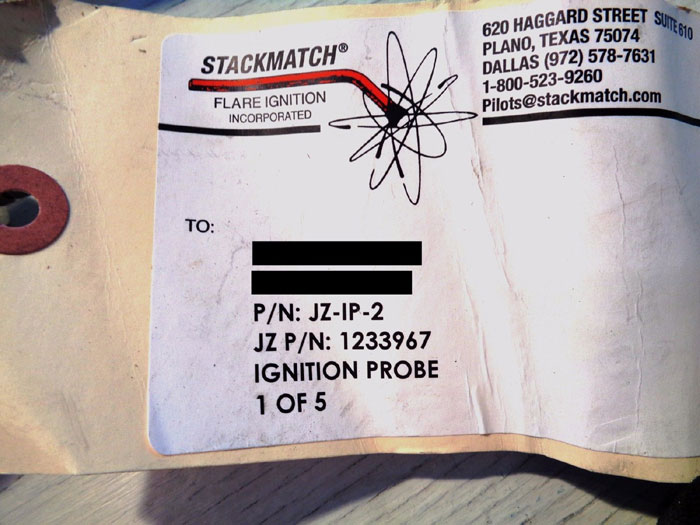 STACKMATCH®
FLARE IGNITION
INCORPORATED
620 HAGGARD STREET SUITE 610
PLANO, TEXAS 75074
DALLAS (972) 578-7631
1-800-523-9260
Pilots@stackmatch.com
TO:
P/N: JZ-IP-2
JZ P/N: 1233967
IGNITION PROBE
1 OF 5